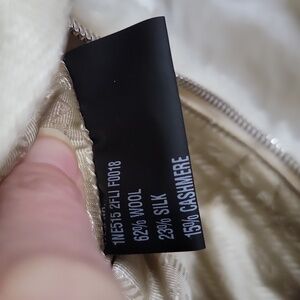 1NE515 2FLI F0018
62% WOOL
23% SILK
15% CASHMERE